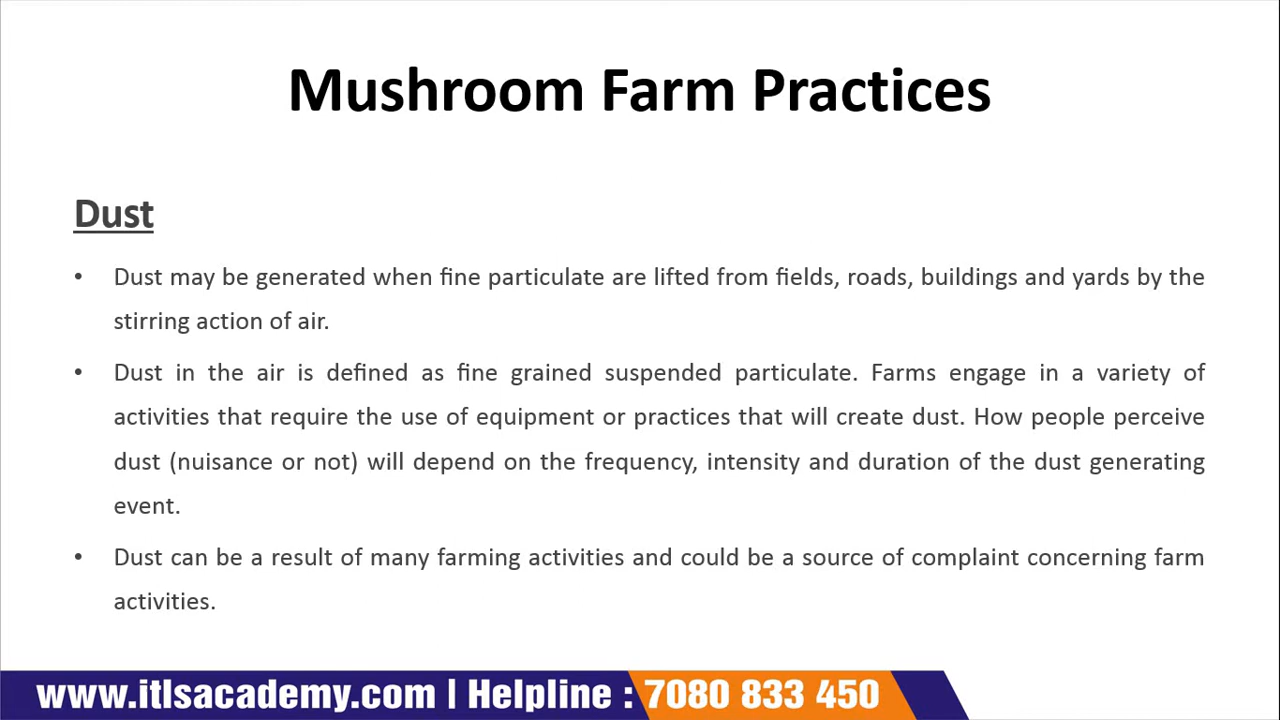 Mushroom Farm Practices
Dust
• Dust may be generated when fine particulate are lifted from fields, roads, buildings and yards by the
stirring action of air.
• Dust in the air is defined as fine grained suspended particulate. Farms engage in a variety of
activities that require the use of equipment or practices that will create dust. How people perceive
dust (nuisance or not) will depend on the frequency, intensity and duration of the dust generating
event.
• Dust can be a result of many farming activities and could be a source of complaint concerning farm
activities.
www.itlsacademy.com | Helpline : 7080 833 450